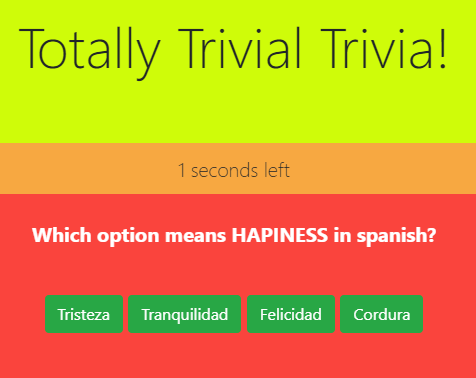 Totally Trivial Trivia!
1 seconds left
Which option means HAPINESS in spanish?
Tristeza Tranquilidad Felicidad Cordura